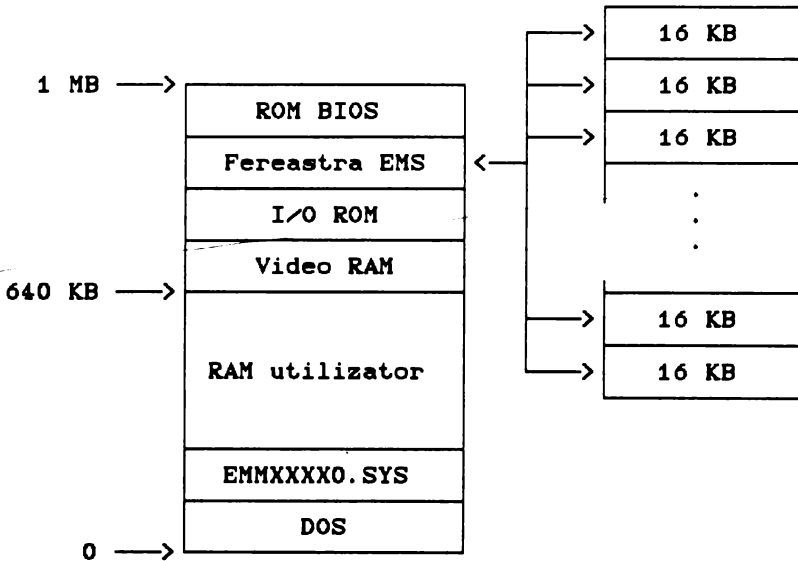 16 KB
1 MB
16 KB
ROM BIOS
16 KB
Fereastra EMS
I/O ROM
Video RAM
640 KB
16 KB
RAM utilizator
16 KB
EMMXXXX0.SYS
DOS
0